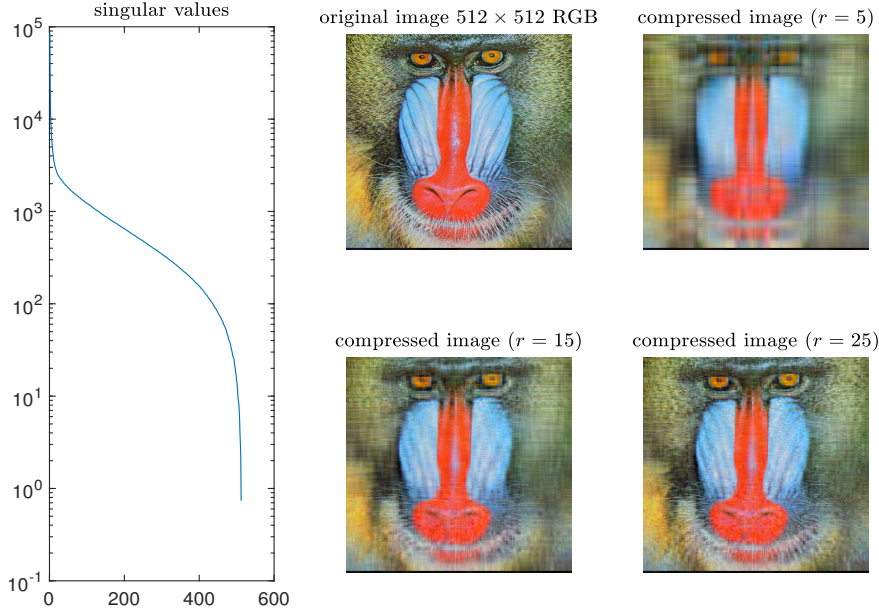 singular values
10^5
10^4
10^3
10^2
10^1
10^0
10^-1
0 200 400 600
original image 512 × 512 RGB
compressed image (r = 5)
compressed image (r = 15)
compressed image (r = 25)